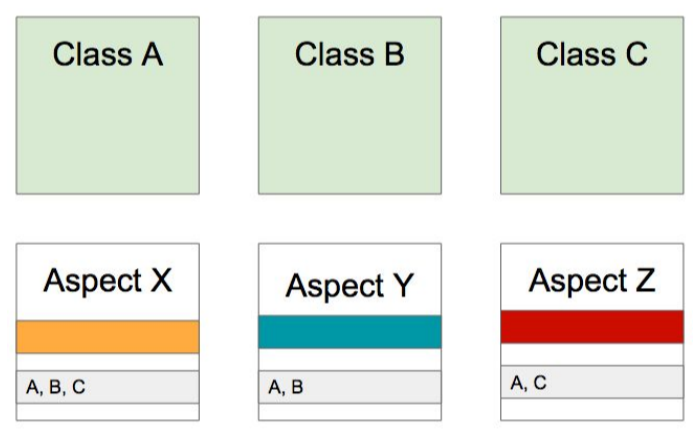 Class A
Class B
Class C
Aspect X
Aspect Y
Aspect Z
A, B, C
A, B
A, C